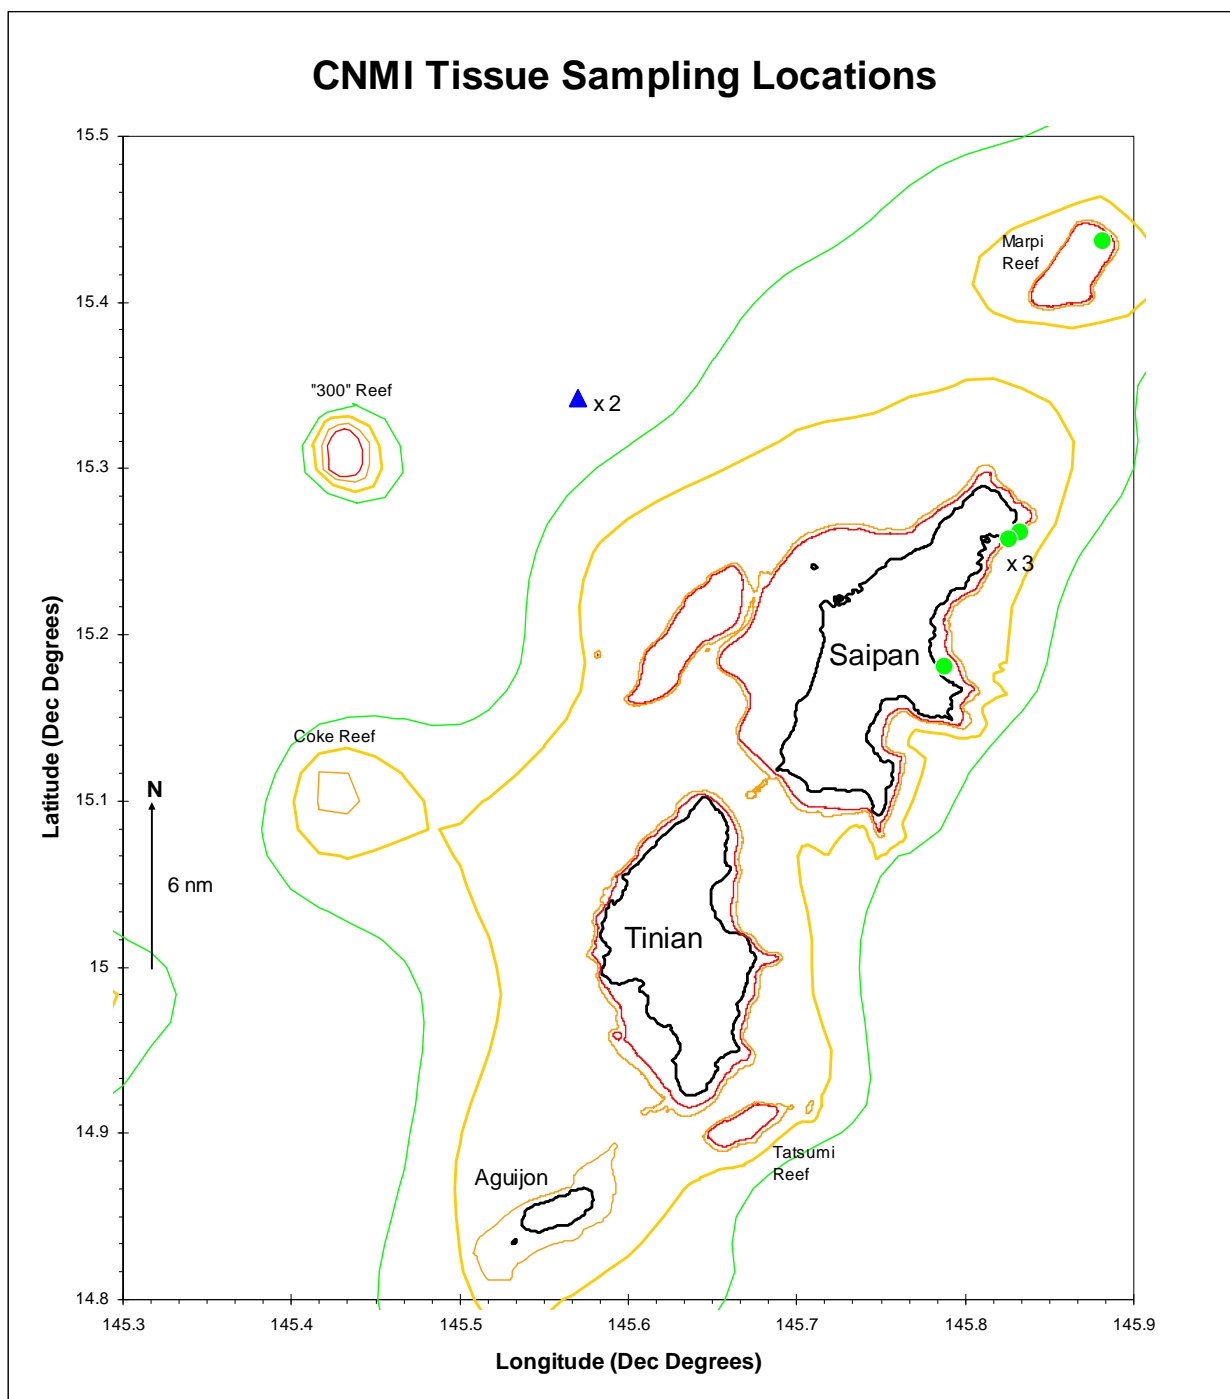 CNMI Tissue Sampling Locations
15.5
Marpi
Reef
15.4
"300" Reef
x 2
15.3
x 3
Latitude (Dec Degrees)
15.2
Saipan
Coke Reef
N
15.1
6 nm
Tinian
15
14.9
Tatsumi
Reef
Aguijon
14.8
145.3
145.4
145.5
145.6
145.7
145.8
145.9
Longitude (Dec Degrees)